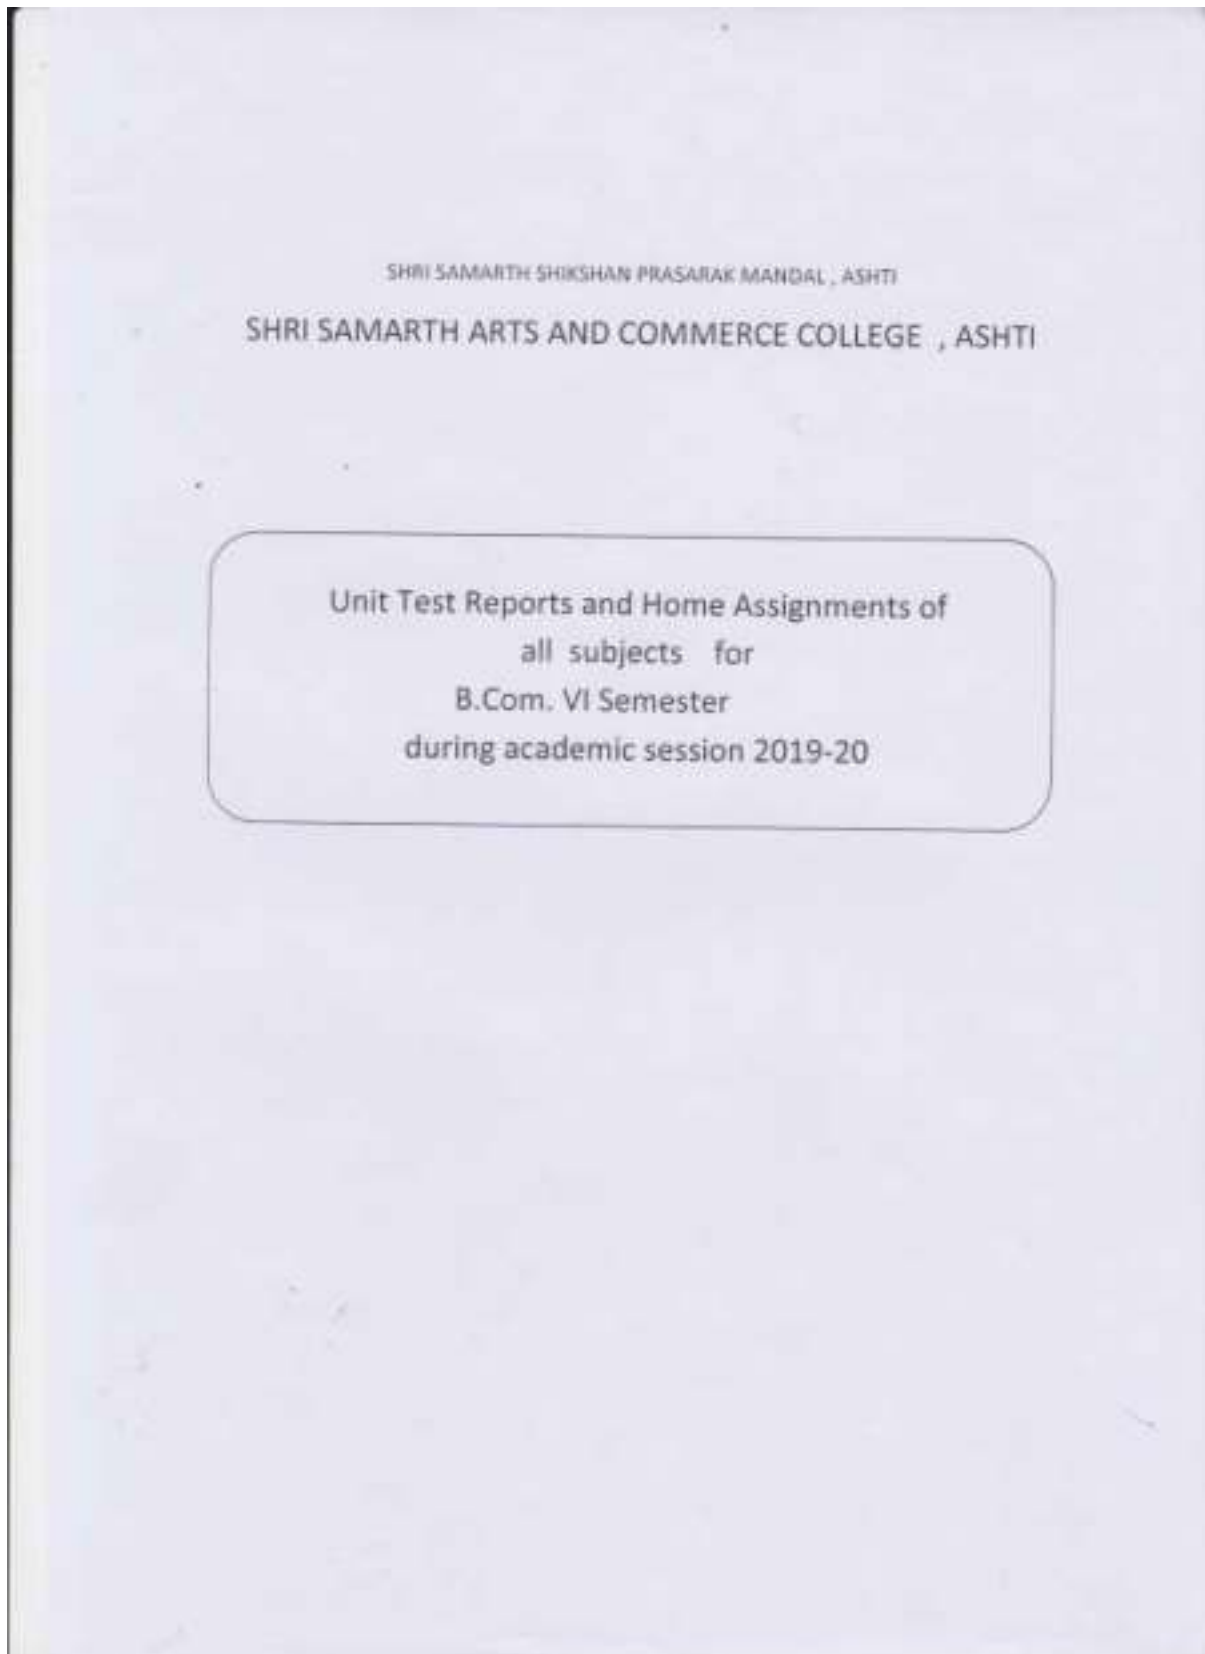 SHRI SAMARTH SHIKSHAN PRASARAK MANDAL , ASHTI
SHRI SAMARTH ARTS AND COMMERCE COLLEGE , ASHTI
Unit Test Reports and Home Assignments of
all subjects for
B.Com. VI Semester
during academic session 2019-20